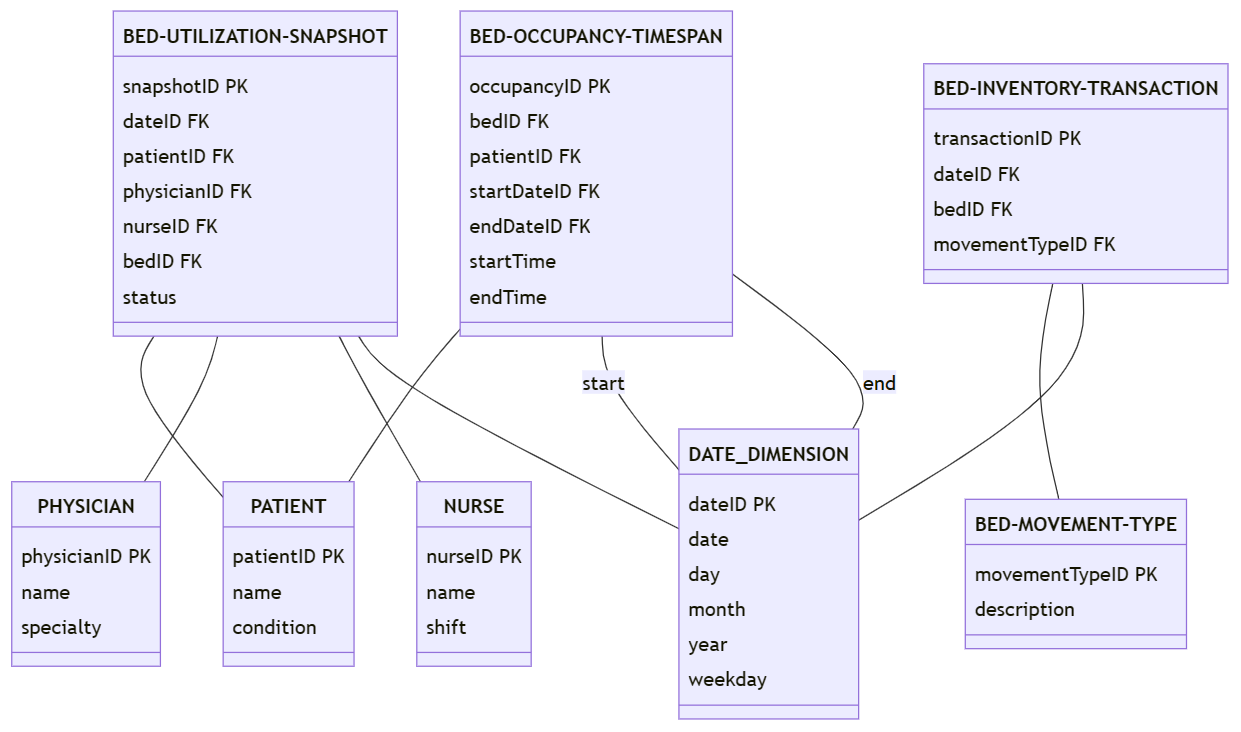 BED-UTILIZATION-SNAPSHOT
snapshotID PK
dateID FK
patientID FK
physicianID FK
nurseID FK
bedID FK
status
BED-OCCUPANCY-TIMESPAN
occupancyID PK
bedID FK
patientID FK
startDateID FK
endDateID FK
startTime
endTime
BED-INVENTORY-TRANSACTION
transactionID PK
dateID FK
bedID FK
movementTypeID FK
start
end
PHYSICIAN
physicianID PK
name
specialty
PATIENT
patientID PK
name
condition
NURSE
nurseID PK
name
shift
DATE_DIMENSION
dateID PK
date
day
month
year
weekday
BED-MOVEMENT-TYPE
movementTypeID PK
description